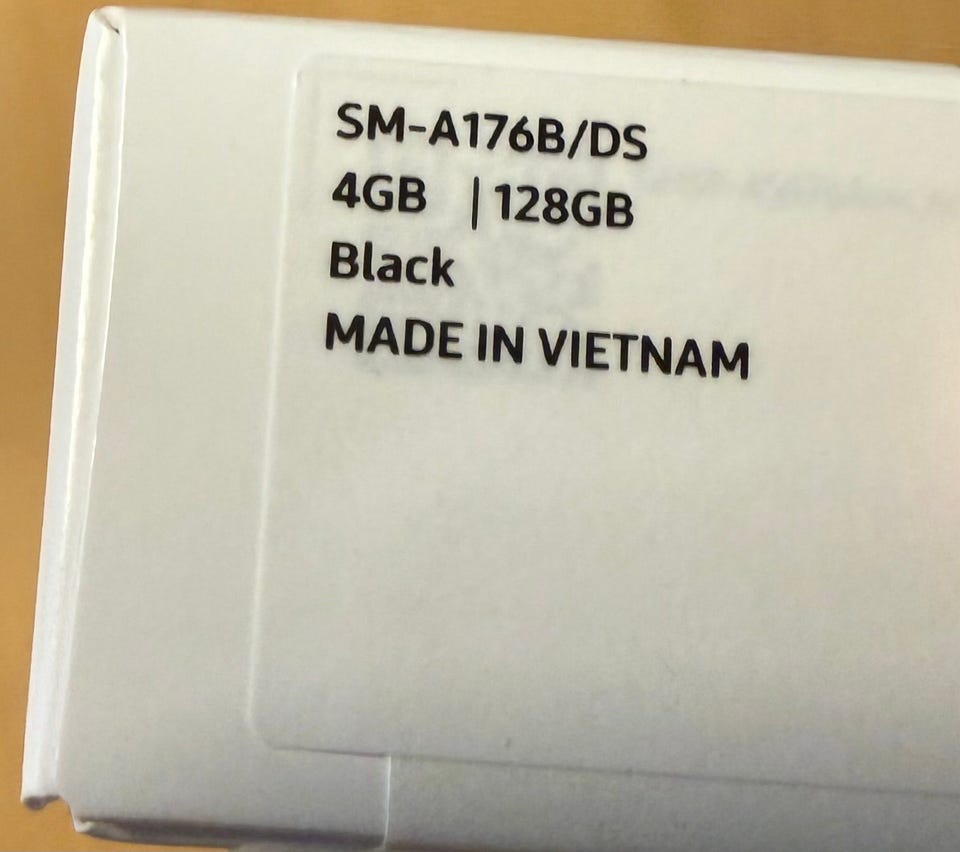 SM-A176B/DS
4GB | 128GB
Black
MADE IN VIETNAM